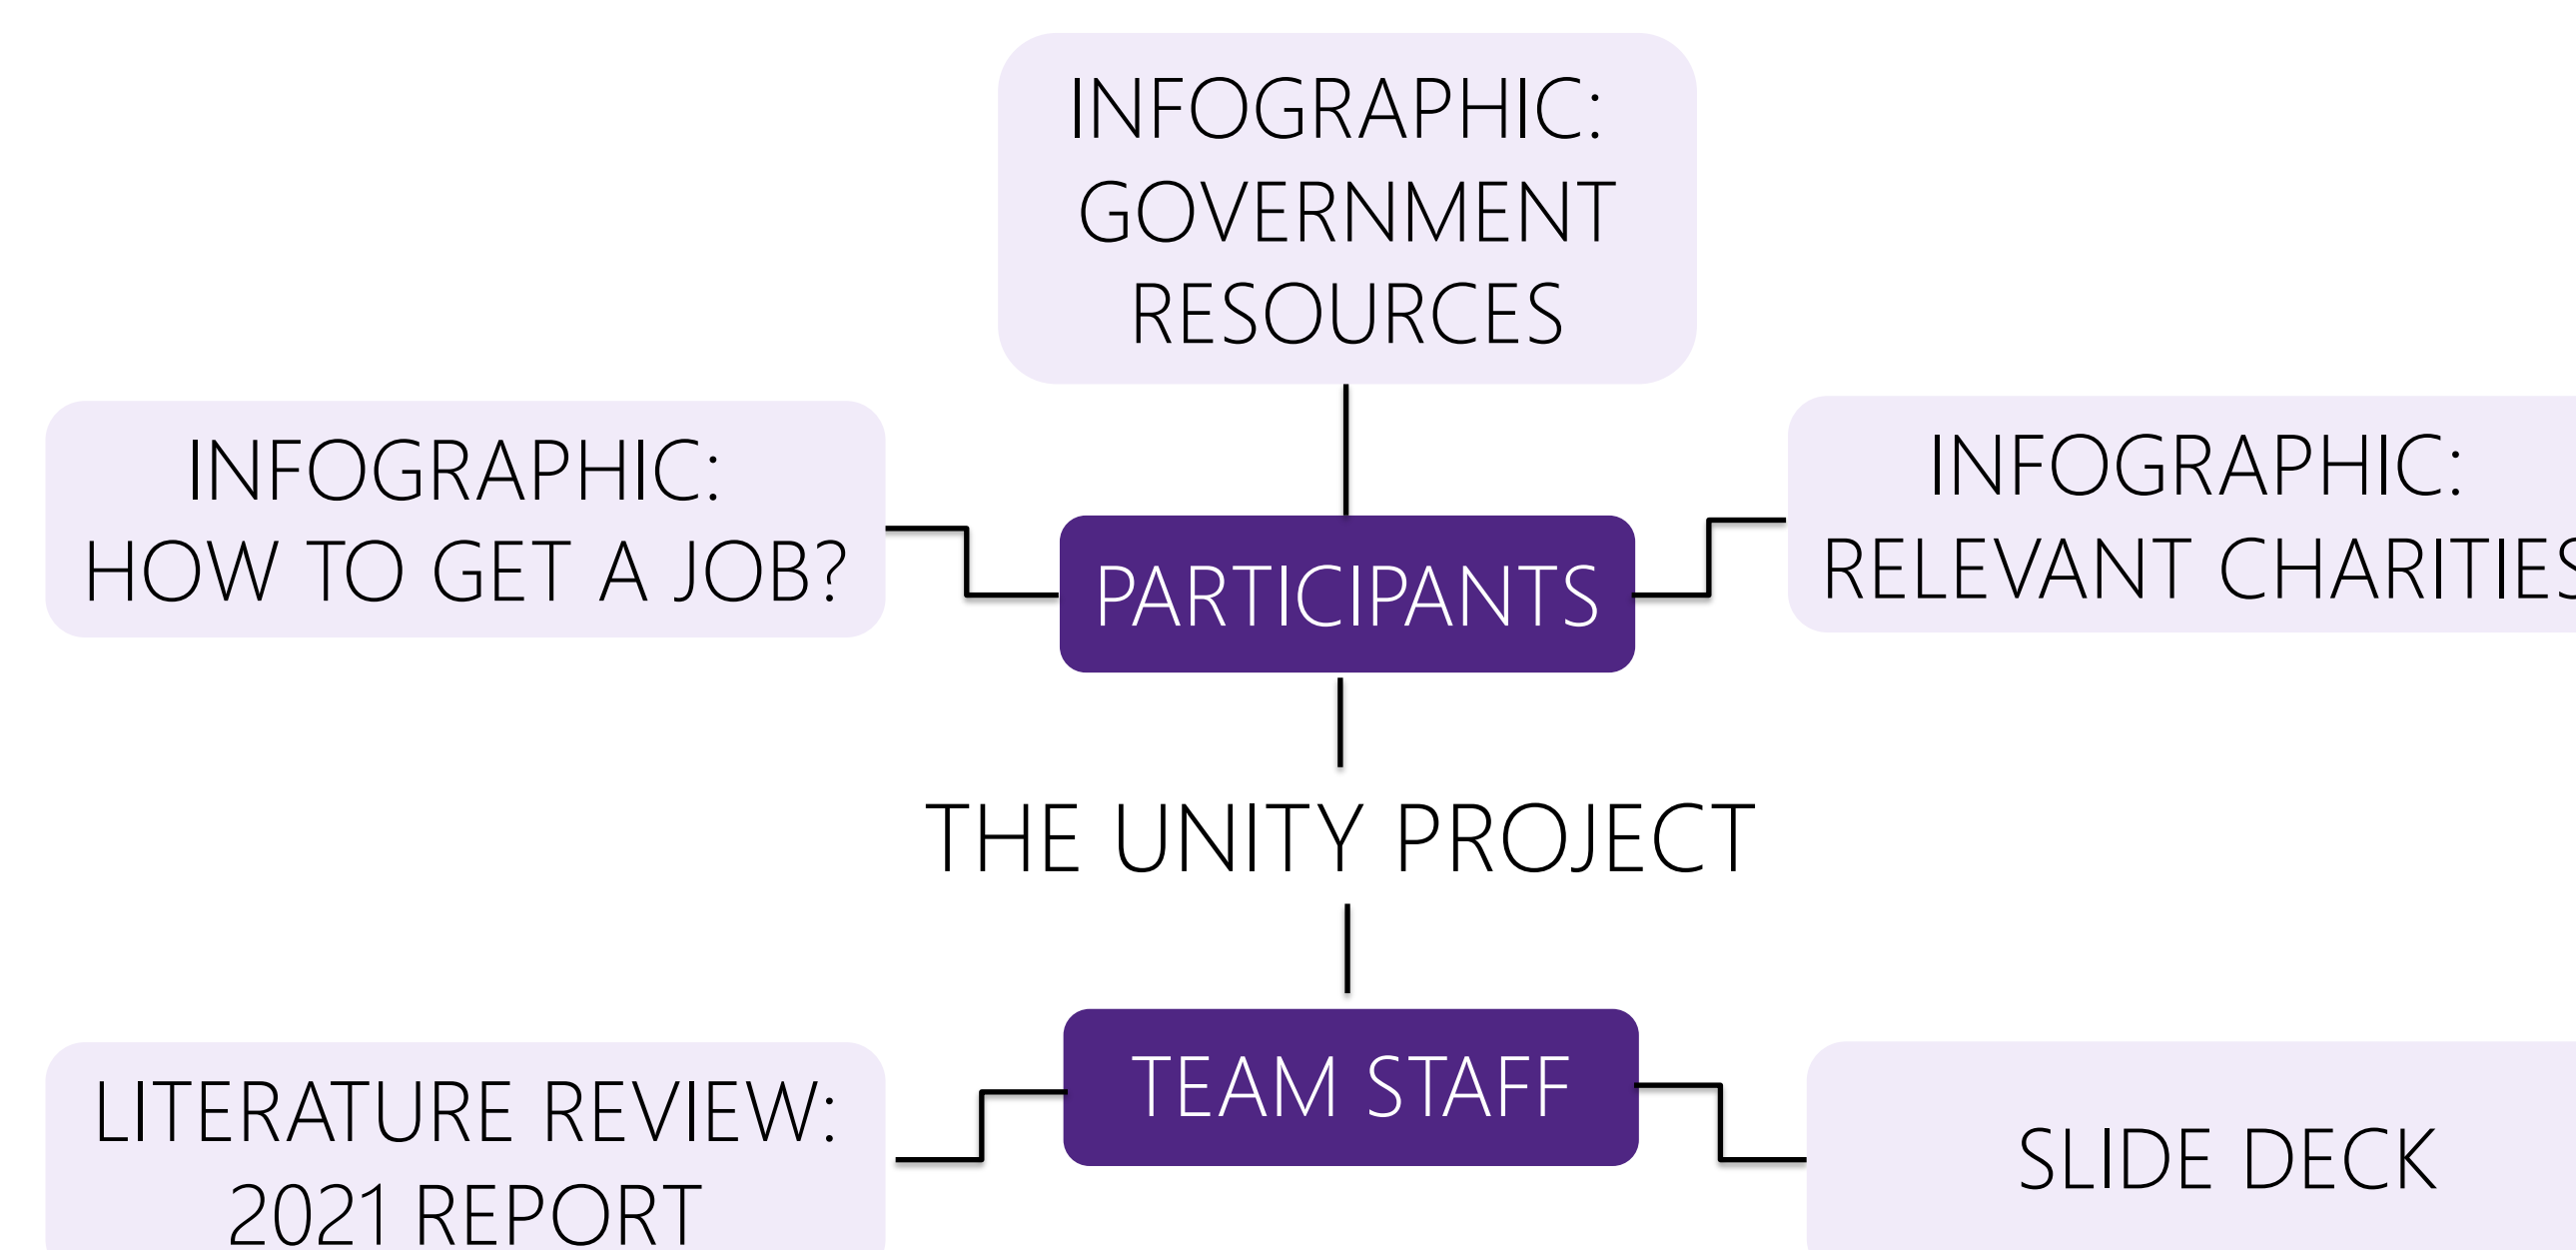 INFOGRAPHIC:
GOVERNMENT
RESOURCES
INFOGRAPHIC:
HOW TO GET A JOB?
INFOGRAPHIC:
RELEVANT CHARITIES
PARTICIPANTS
THE UNITY PROJECT
TEAM STAFF
LITERATURE REVIEW:
2021 REPORT
SLIDE DECK